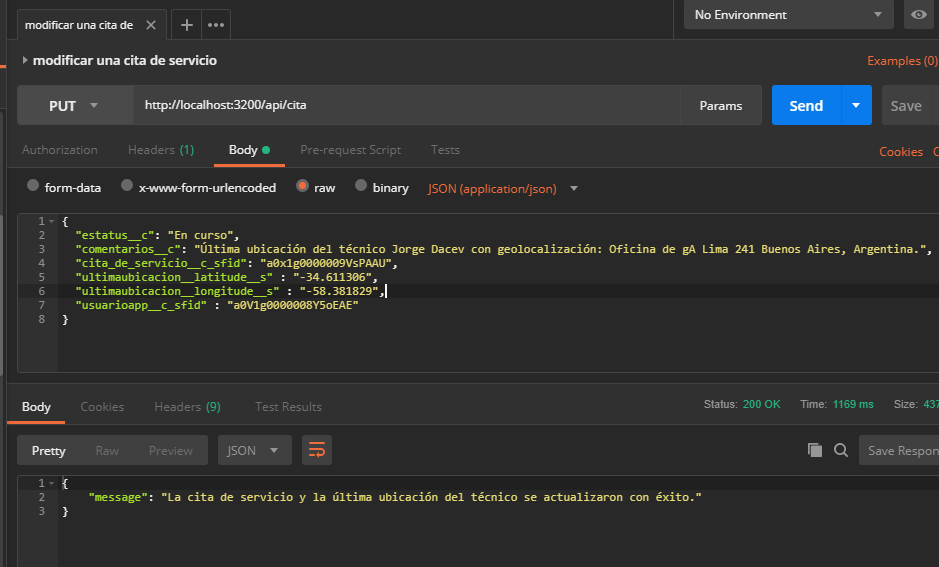 modificar una cita de
No Environment
modificar una cita de servicio
Examples (0)
PUT http://localhost:3200/api/cita Params Send Save
Authorization Headers (1) Body Pre-request Script Tests Cookies
form-data x-www-form-urlencoded raw binary JSON (application/json)
1 {
2 "estatus__c": "En curso",
3 "comentarios__c": "Última ubicación del técnico Jorge Dacev con geolocalización: Oficina de gA Lima 241 Buenos Aires, Argentina.",
4 "cita_de_servicio__c_sfid": "a0x1g0000009VsPAAU",
5 "ultimaubicacion__latitude__s" : "-34.611306",
6 "ultimaubicacion__longitude__s" : "-58.381829",
7 "usuarioapp__c_sfid" : "a0V1g0000008Y5oEAE"
8 }
Body Cookies Headers (9) Test Results Status: 200 OK Time: 1169 ms Size: 437
Pretty Raw Preview JSON Save Respon
1 {
2 "message": "La cita de servicio y la última ubicación del técnico se actualizaron con éxito."
3 }